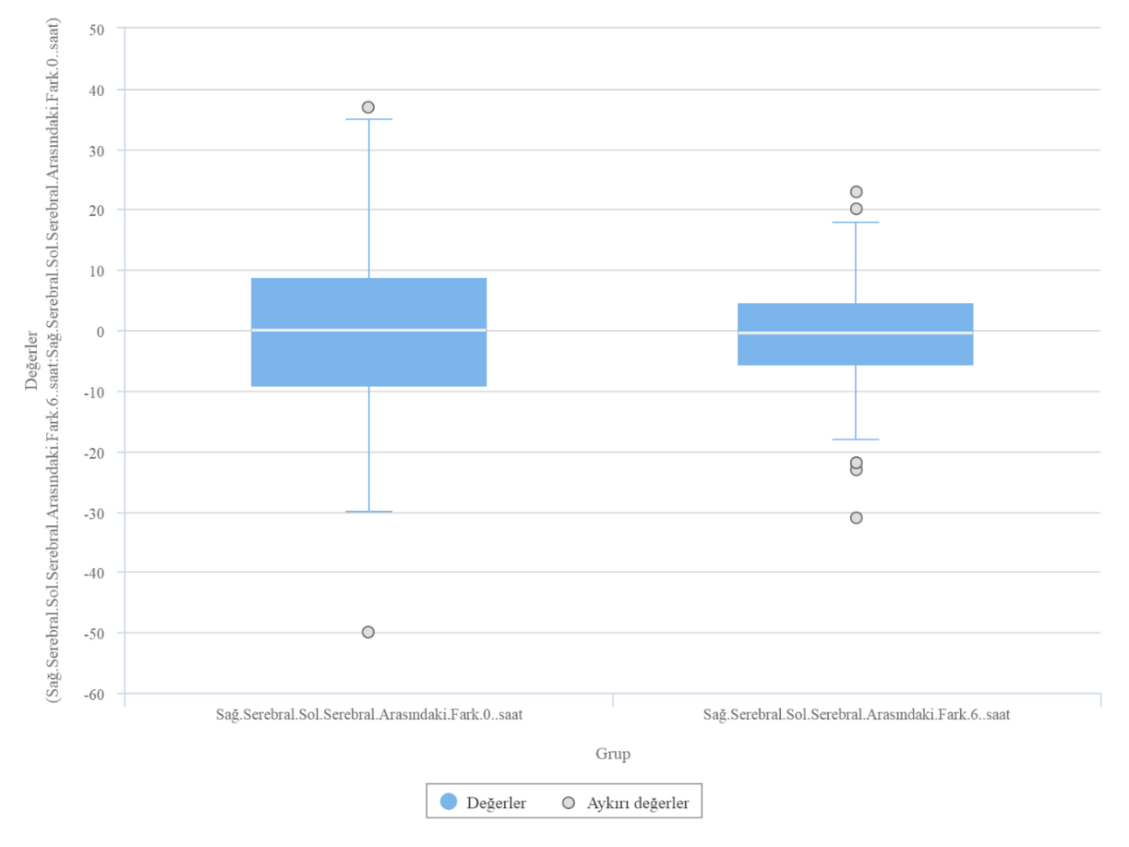 Değerler
(Sağ.Serebral.Sol.Serebral.Arasındaki.Fark.6..saat:Sağ.Serebral.Sol.Serebral.Arasındaki.Fark.0..saat)
50
40
30
20
10
0
-10
-20
-30
-40
-50
-60
Sağ.Serebral.Sol.Serebral.Arasındaki.Fark.0..saat
Sağ.Serebral.Sol.Serebral.Arasındaki.Fark.6..saat
Grup
Değerler
Aykırı değerler